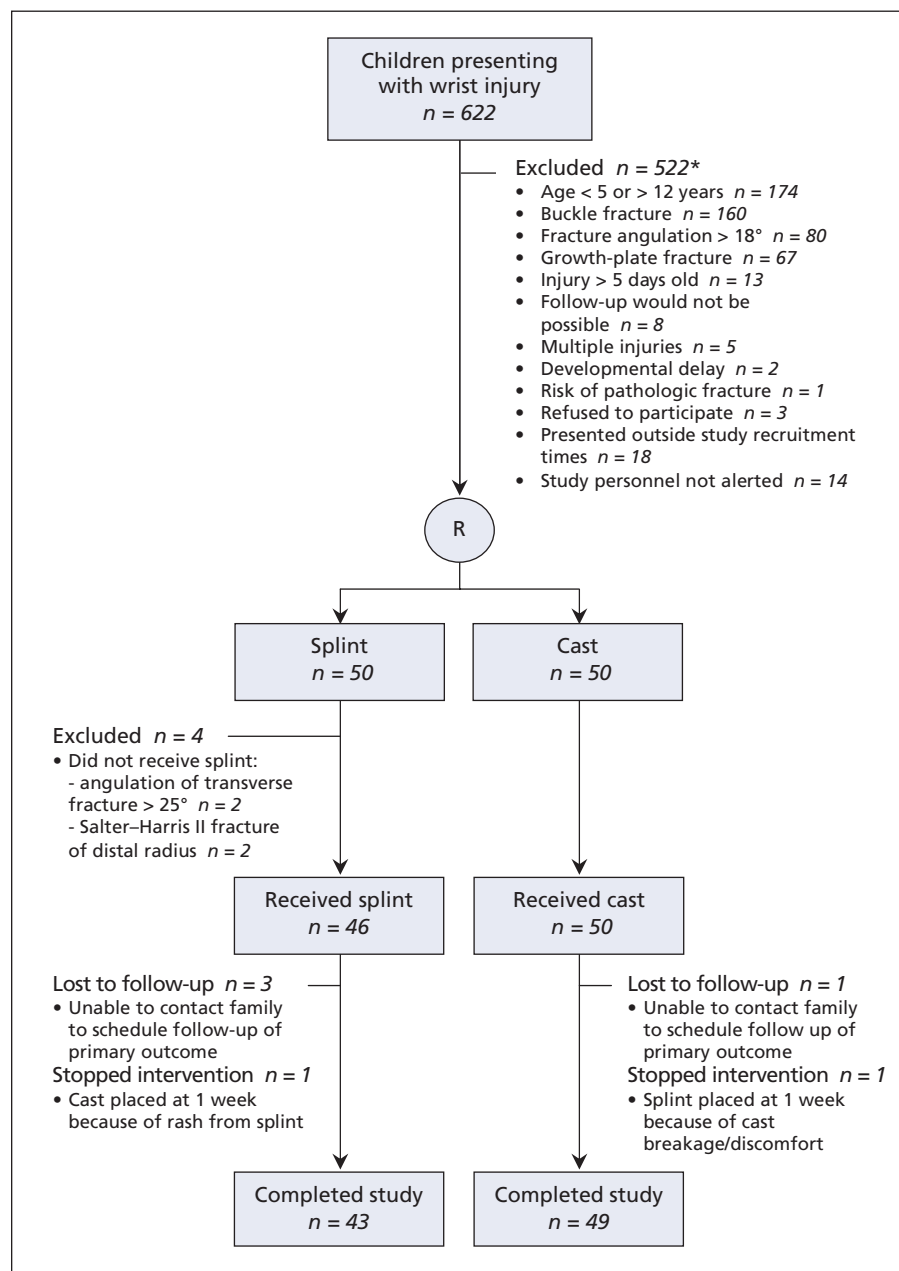 Children presenting
with wrist injury
n = 622
Excluded n = 522*
• Age < 5 or > 12 years n = 174
• Buckle fracture n = 160
• Fracture angulation > 18° n = 80
• Growth-plate fracture n = 67
• Injury > 5 days old n = 13
• Follow-up would not be
possible n = 8
• Multiple injuries n = 5
• Developmental delay n = 2
• Risk of pathologic fracture n = 1
• Refused to participate n = 3
• Presented outside study recruitment
times n = 18
• Study personnel not alerted n = 14
R
Splint
n = 50
Cast
n = 50
Excluded n = 4
• Did not receive splint:
- angulation of transverse
fracture > 25° n = 2
- Salter–Harris II fracture
of distal radius n = 2
Received splint
n = 46
Received cast
n = 50
Lost to follow-up n = 3
• Unable to contact family
to schedule follow-up of
primary outcome
Stopped intervention n = 1
• Cast placed at 1 week
because of rash from splint
Lost to follow-up n = 1
• Unable to contact family
to schedule follow up of
primary outcome
Stopped intervention n = 1
• Splint placed at 1 week
because of cast
breakage/discomfort
Completed study
n = 43
Completed study
n = 49